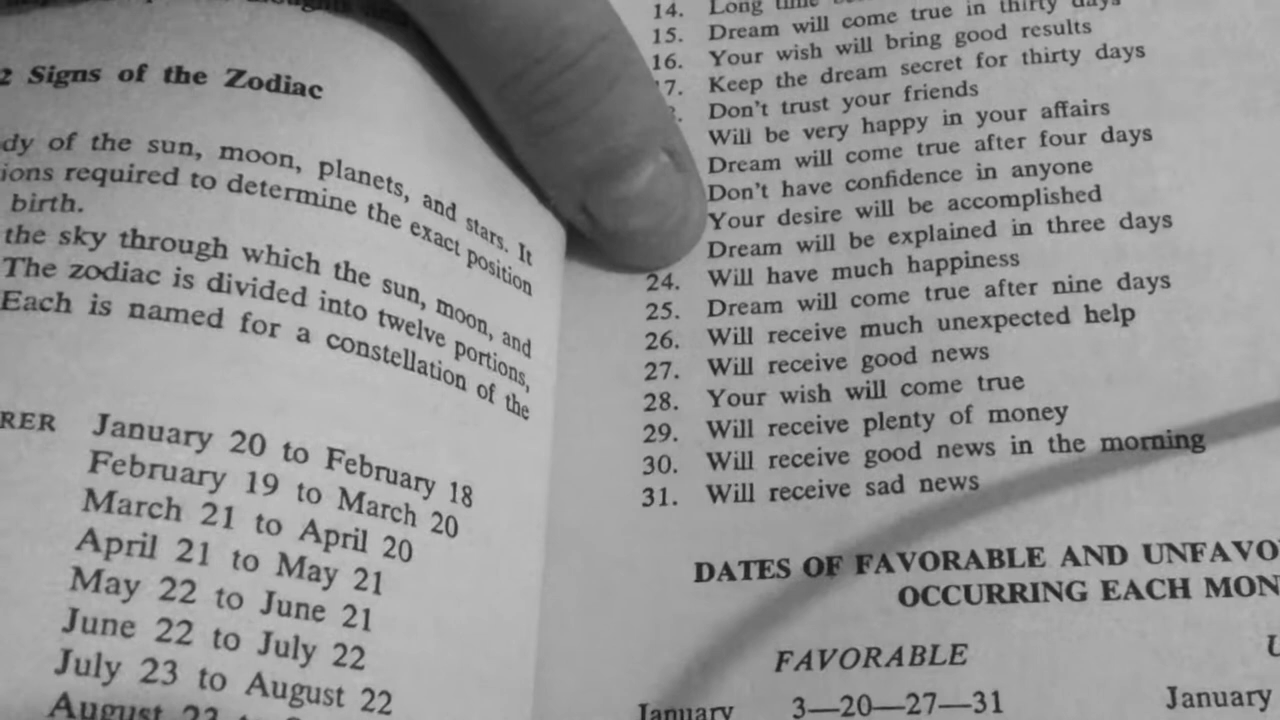 2 Signs of the Zodiac
dy of the sun, moon, planets, and stars. It
ions required to determine the exact position
birth.
the sky through which the sun, moon, and
The zodiac is divided into twelve portions,
Each is named for a constellation of the
RER January 20 to February 18
February 19 to March 20
March 21 to April 20
April 21 to May 21
May 22 to June 21
June 22 to July 22
July 23 to August 22
August 23 to
14. Long time
15. Dream will come true in thirty days
16. Your wish will bring good results
17. Keep the dream secret for thirty days
Don't trust your friends
Will be very happy in your affairs
Dream will come true after four days
Don't have confidence in anyone
Your desire will be accomplished
Dream will be explained in three days
24. Will have much happiness
25. Dream will come true after nine days
26. Will receive much unexpected help
27. Will receive good news
28. Your wish will come true
29. Will receive plenty of money
30. Will receive good news in the morning
31. Will receive sad news
DATES OF FAVORABLE AND UNFAVO
OCCURRING EACH MON
FAVORABLE
January 3—20—27—31 January